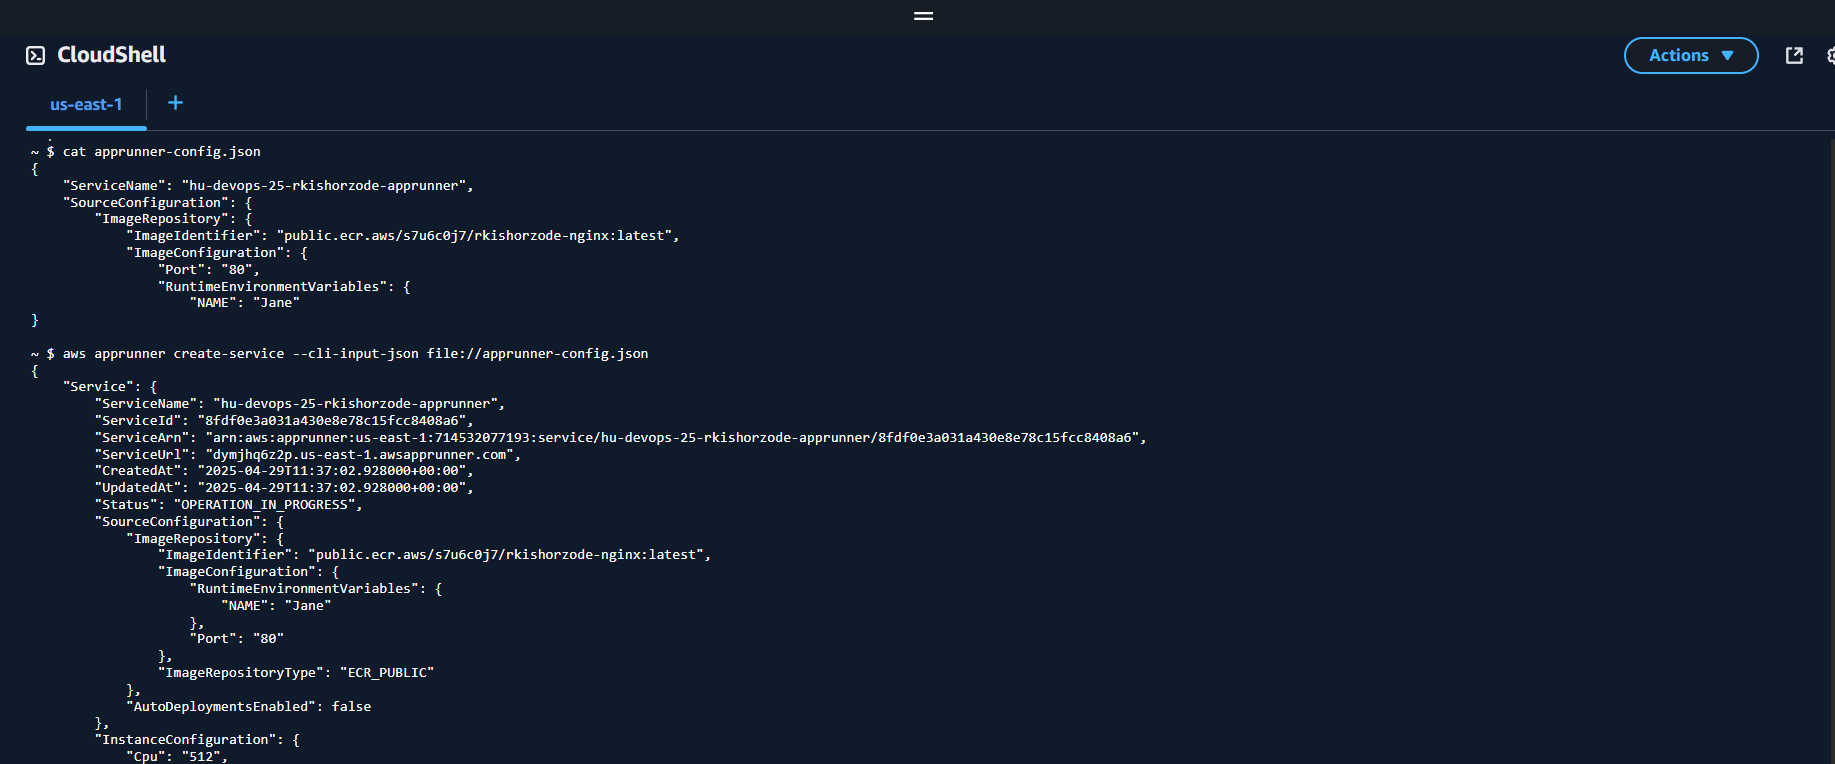 CloudShell
Actions
us-east-1
+
~ $ cat apprunner-config.json
{
    "ServiceName": "hu-devops-25-rkishorzode-apprunner",
    "SourceConfiguration": {
        "ImageRepository": {
            "ImageIdentifier": "public.ecr.aws/s7u6c0j7/rkishorzode-nginx:latest",
            "ImageConfiguration": {
                "Port": "80",
                "RuntimeEnvironmentVariables": {
                    "NAME": "Jane"
}
~ $ aws apprunner create-service --cli-input-json file://apprunner-config.json
{
    "Service": {
        "ServiceName": "hu-devops-25-rkishorzode-apprunner",
        "ServiceId": "8fdf0e3a031a430e8e78c15fcc8408a6",
        "ServiceArn": "arn:aws:apprunner:us-east-1:714532077193:service/hu-devops-25-rkishorzode-apprunner/8fdf0e3a031a430e8e78c15fcc8408a6",
        "ServiceUrl": "dymjhq6z2p.us-east-1.awsapprunner.com",
        "CreatedAt": "2025-04-29T11:37:02.928000+00:00",
        "UpdatedAt": "2025-04-29T11:37:02.928000+00:00",
        "Status": "OPERATION_IN_PROGRESS",
        "SourceConfiguration": {
            "ImageRepository": {
                "ImageIdentifier": "public.ecr.aws/s7u6c0j7/rkishorzode-nginx:latest",
                "ImageConfiguration": {
                    "RuntimeEnvironmentVariables": {
                        "NAME": "Jane"
                    },
                    "Port": "80"
                },
                "ImageRepositoryType": "ECR_PUBLIC"
            },
            "AutoDeploymentsEnabled": false
        },
        "InstanceConfiguration": {
            "Cpu": "512",